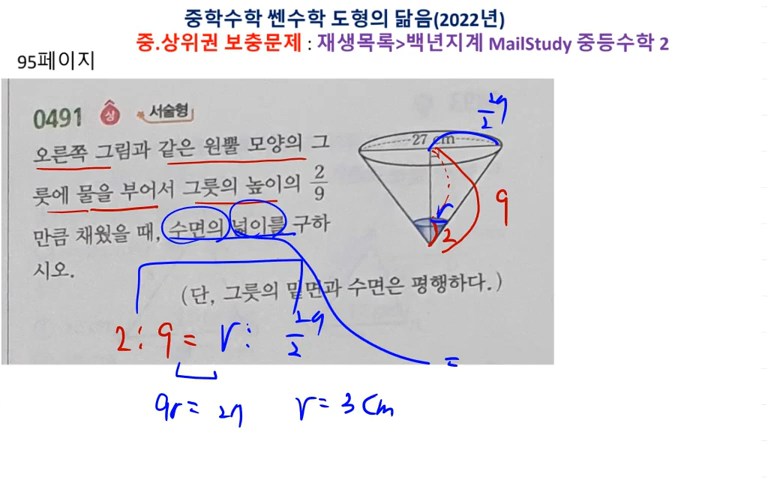 중학수학 쎈수학 도형의 닮음(2022년)
중.상위권 보충문제 : 재생목록>백년지계 MailStudy 중등수학 2
95페이지
0491 상 서술형
오른쪽 그림과 같은 원뿔 모양의 그
릇에 물을 부어서 그릇의 높이의 2/9
만큼 채웠을 때, 수면의 넓이를 구하
시오.
(단, 그릇의 밑면과 수면은 평행하다.)
27 cm
27/2
9
r
2 : 9 = r : 27/2
=
9r = 27 r = 3 cm